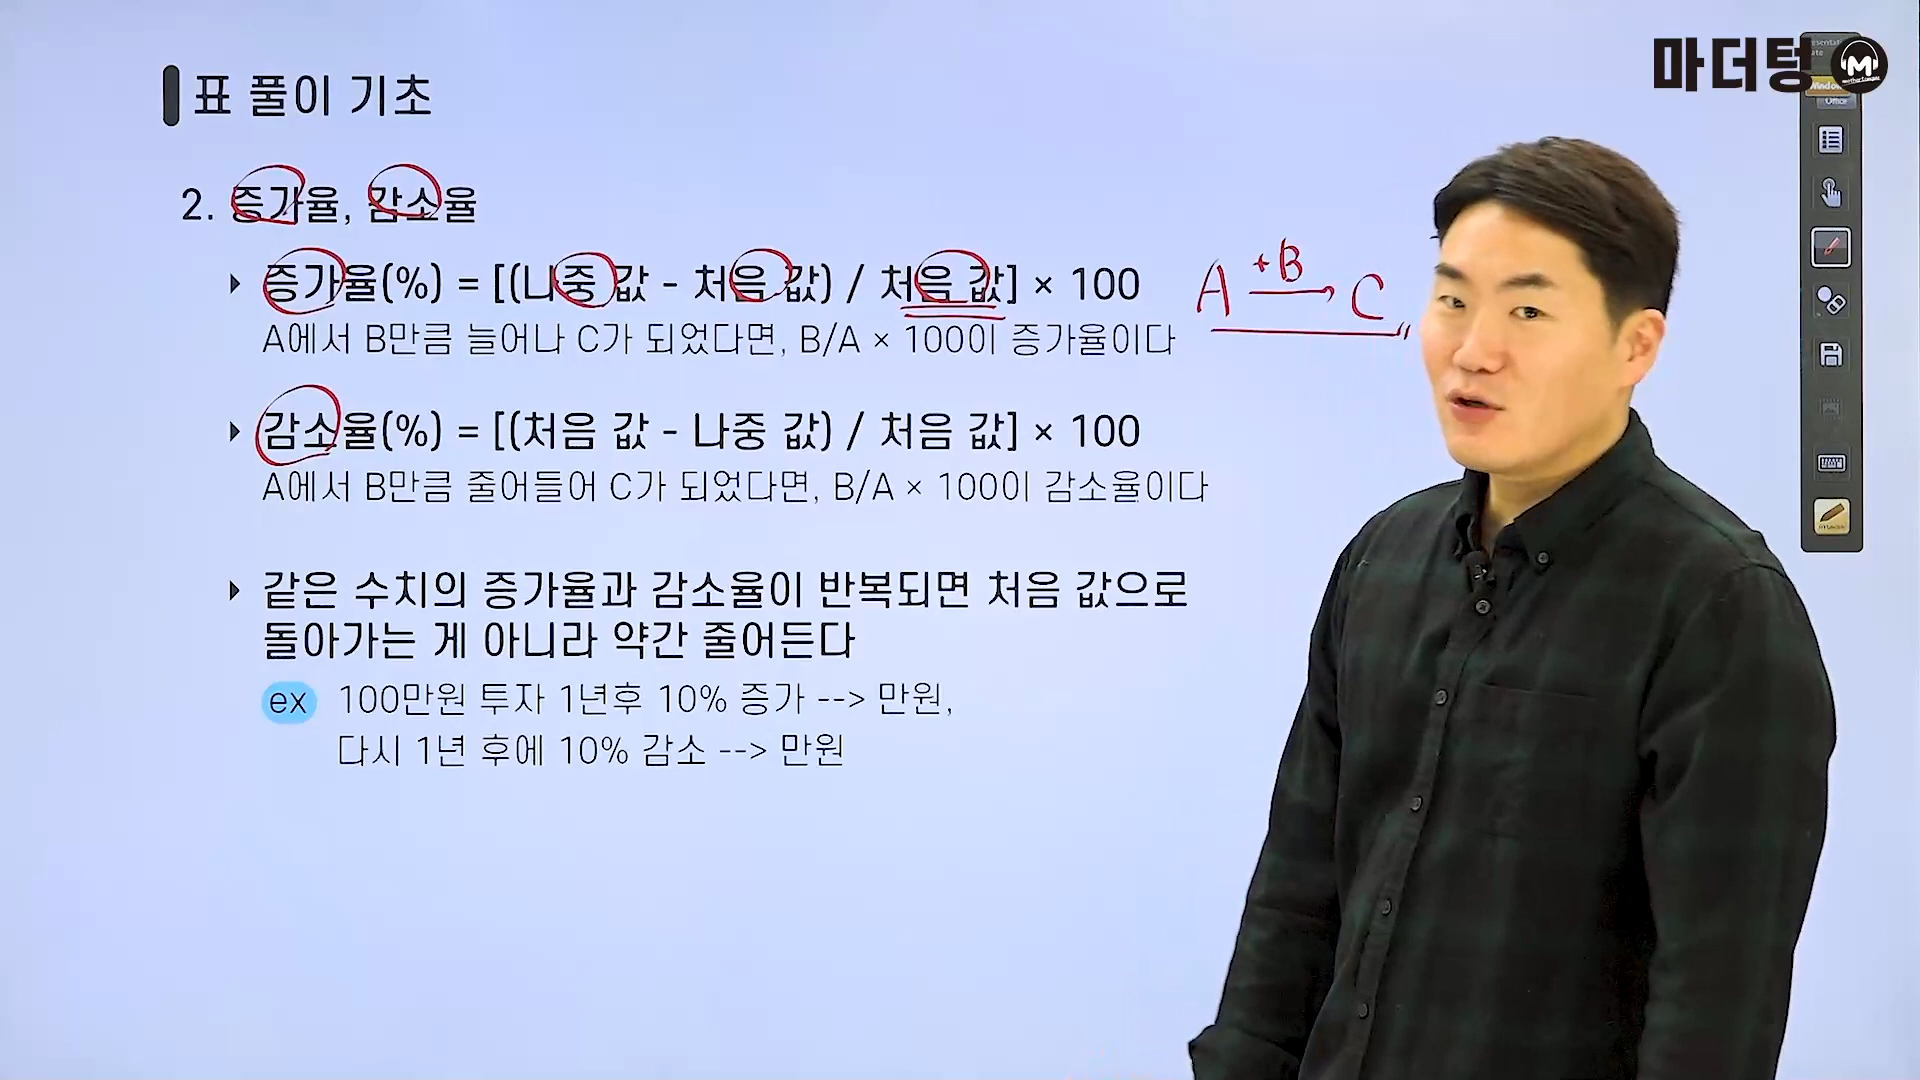 마더텅
M
표 풀이 기초
2. 증가율, 감소율
증가율(%) = [(나중 값 - 처음 값) / 처음 값] × 100
A +B C
A에서 B만큼 늘어나 C가 되었다면, B/A × 100이 증가율이다
감소율(%) = [(처음 값 - 나중 값) / 처음 값] × 100
A에서 B만큼 줄어들어 C가 되었다면, B/A × 100이 감소율이다
같은 수치의 증가율과 감소율이 반복되면 처음 값으로
돌아가는 게 아니라 약간 줄어든다
ex 100만원 투자 1년후 10% 증가 --> 만원,
다시 1년 후에 10% 감소 --> 만원
Office